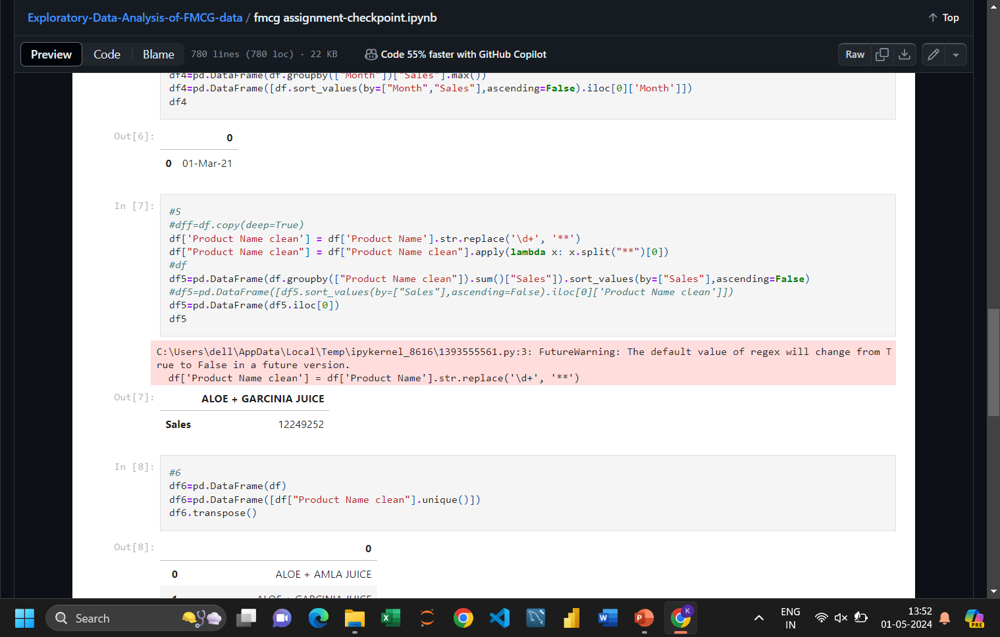 Exploratory-Data-Analysis-of-FMCG-data / fmcg assignment-checkpoint.ipynb
Top
Preview Code Blame 780 lines (780 loc) · 22 KB Code 55% faster with GitHub Copilot Raw
df4=pd.DataFrame(df.groupby(["Month"])["Sales"].max())
df4=pd.DataFrame([df.sort_values(by=["Month","Sales"],ascending=False).iloc[0]['Month']])
df4
Out[6]:
0
0 01-Mar-21
In [7]:
#5
#dff=df.copy(deep=True)
df['Product Name clean'] = df['Product Name'].str.replace('\d+', '**')
df["Product Name clean"] = df["Product Name clean"].apply(lambda x: x.split("**")[0])
#df
df5=pd.DataFrame(df.groupby(["Product Name clean"]).sum()["Sales"]).sort_values(by=["Sales"],ascending=False)
#df5=pd.DataFrame([df5.sort_values(by=["Sales"],ascending=False).iloc[0]['Product Name clean']])
df5=pd.DataFrame(df5.iloc[0])
df5
C:\Users\dell\AppData\Local\Temp\ipykernel_8616\1393555561.py:3: FutureWarning: The default value of regex will change from T
rue to False in a future version.
df['Product Name clean'] = df['Product Name'].str.replace('\d+', '**')
Out[7]:
ALOE + GARCINIA JUICE
Sales 12249252
In [8]:
#6
df6=pd.DataFrame(df)
df6=pd.DataFrame([df["Product Name clean"].unique()])
df6.transpose()
Out[8]:
0
0 ALOE + AMLA JUICE
1 ALOE + GARCINIA JUICE
Search
ENG
IN
13:52
01-05-2024
K
PRE